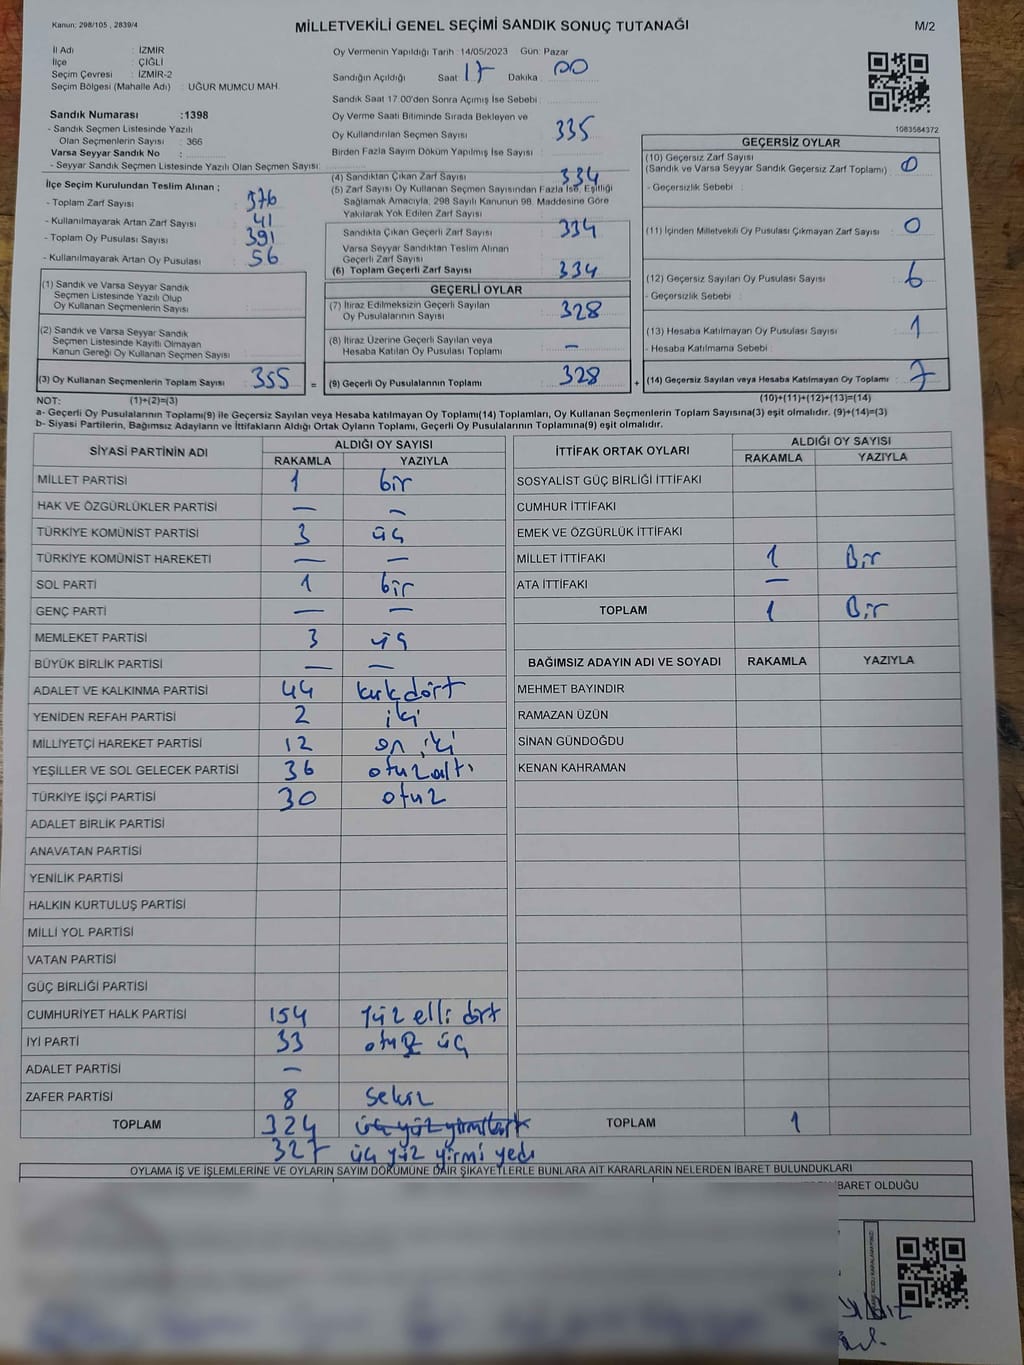 Kanun: 298/105 , 2839/4
MİLLETVEKİLİ GENEL SEÇİMİ SANDIK SONUÇ TUTANAĞI
M/2
İl Adı : İZMİR
İlçe : ÇİĞLİ
Seçim Çevresi : İZMİR-2
Seçim Bölgesi (Mahalle Adı) : UĞUR MUMCU MAH.
Oy Vermenin Yapıldığı Tarih : 14/05/2023 Gün: Pazar
Sandığın Açıldığı Saat 17 Dakika : 00
Sandık Saat 17.00'den Sonra Açımış İse Sebebi :
Oy Verme Saati Bitiminde Sırada Bekleyen ve
Oy Kullandırılan Seçmen Sayısı : 335
Birden Fazla Sayım Döküm Yapılmış İse Sayısı :
1083584372
Sandık Numarası :1398
- Sandık Seçmen Listesinde Yazılı
Olan Seçmenlerin Sayısı : 366
Varsa Seyyar Sandık No :
- Seyyar Sandık Seçmen Listesinde Yazılı Olan Seçmen Sayısı:
İlçe Seçim Kurulundan Teslim Alınan ;
- Toplam Zarf Sayısı : 376
- Kullanılmayarak Artan Zarf Sayısı : 41
- Toplam Oy Pusulası Sayısı : 391
- Kullanılmayarak Artan Oy Pusulası : 56
(4) Sandıktan Çıkan Zarf Sayısı : 334
(5) Zarf Sayısı Oy Kullanan Seçmen Sayısından Fazla İse, Eşitliği
Sağlamak Amacıyla, 298 Sayılı Kanunun 98. Maddesine Göre
Yakılarak Yok Edilen Zarf Sayısı :
Sandıkta Çıkan Geçerli Zarf Sayısı : 334
Varsa Seyyar Sandıktan Teslim Alınan
Geçerli Zarf Sayısı :
(6) Toplam Geçerli Zarf Sayısı : 334
GEÇERSİZ OYLAR
(10) Geçersiz Zarf Sayısı
(Sandık ve Varsa Seyyar Sandık Geçersiz Zarf Toplamı) : 0
- Geçersizlik Sebebi :
(11) İçinden Milletvekili Oy Pusulası Çıkmayan Zarf Sayısı : 0
(12) Geçersiz Sayılan Oy Pusulası Sayısı : 6
- Geçersizlik Sebebi :
(13) Hesaba Katılmayan Oy Pusulası Sayısı : 1
- Hesaba Katılmama Sebebi :
(14) Geçersiz Sayılan veya Hesaba Katılmayan Oy Toplamı : 7
(10)+(11)+(12)+(13)=(14)
(1) Sandık ve Varsa Seyyar Sandık
Seçmen Listesinde Yazılı Olup
Oy Kullanan Seçmenlerin Sayısı :
(2) Sandık ve Varsa Seyyar Sandık
Seçmen Listesinde Kayıtlı Olmayan
Kanun Gereği Oy Kullanan Seçmen Sayısı :
(3) Oy Kullanan Seçmenlerin Toplam Sayısı : 355 =
GEÇERLİ OYLAR
(7) İtiraz Edilmeksizin Geçerli Sayılan
Oy Pusulalarının Sayısı : 328
(8) İtiraz Üzerine Geçerli Sayılan veya
Hesaba Katılan Oy Pusulası Toplamı : —
(9) Geçerli Oy Pusulalarının Toplamı : 328 +
NOT: (1)+(2)=(3)
a- Geçerli Oy Pusulalarının Toplamı(9) ile Geçersiz Sayılan veya Hesaba katılmayan Oy Toplamı(14) Toplamları, Oy Kullanan Seçmenlerin Toplam Sayısına(3) eşit olmalıdır. (9)+(14)=(3)
b- Siyasi Partilerin, Bağımsız Adayların ve İttifakların Aldığı Ortak Oyların Toplamı, Geçerli Oy Pusulalarının Toplamına(9) eşit olmalıdır.
SİYASİ PARTİNİN ADI ALDIĞI OY SAYISI
RAKAMLA YAZIYLA
MİLLET PARTİSİ 1 bir
HAK VE ÖZGÜRLÜKLER PARTİSİ — —
TÜRKİYE KOMÜNİST PARTİSİ 3 üç
TÜRKİYE KOMÜNİST HAREKETİ — —
SOL PARTİ 1 bir
GENÇ PARTİ — —
MEMLEKET PARTİSİ 3 üç
BÜYÜK BİRLİK PARTİSİ — —
ADALET VE KALKINMA PARTİSİ 44 kırkdört
YENİDEN REFAH PARTİSİ 2 iki
MİLLİYETÇİ HAREKET PARTİSİ 12 on iki
YEŞİLLER VE SOL GELECEK PARTİSİ 36 otuzaltı
TÜRKİYE İŞÇİ PARTİSİ 30 otuz
ADALET BİRLİK PARTİSİ
ANAVATAN PARTİSİ
YENİLİK PARTİSİ
HALKIN KURTULUŞ PARTİSİ
MİLLİ YOL PARTİSİ
VATAN PARTİSİ
GÜÇ BİRLİĞİ PARTİSİ
CUMHURİYET HALK PARTİSİ 154 Yüz elli dört
İYİ PARTİ 33 otuz üç
ADALET PARTİSİ —
ZAFER PARTİSİ 8 sekiz
TOPLAM 324 üç yüz yirmi dört
327 üç yüz yirmi yedi
İTTİFAK ORTAK OYLARI ALDIĞI OY SAYISI
RAKAMLA YAZIYLA
SOSYALİST GÜÇ BİRLİĞİ İTTİFAKI
CUMHUR İTTİFAKI
EMEK VE ÖZGÜRLÜK İTTİFAKI
MİLLET İTTİFAKI 1 Bir
ATA İTTİFAKI —
TOPLAM 1 Bir
BAĞIMSIZ ADAYIN ADI VE SOYADI RAKAMLA YAZIYLA
MEHMET BAYINDIR
RAMAZAN ÜZÜN
SİNAN GÜNDOĞDU
KENAN KAHRAMAN
TOPLAM 1
OYLAMA İŞ VE İŞLEMLERİNE VE OYLARIN SAYIM DÖKÜMÜNE DAİR ŞİKAYETLERLE BUNLARA AİT KARARLARIN NELERDEN İBARET BULUNDUKLARI
İBARET OLDUĞU